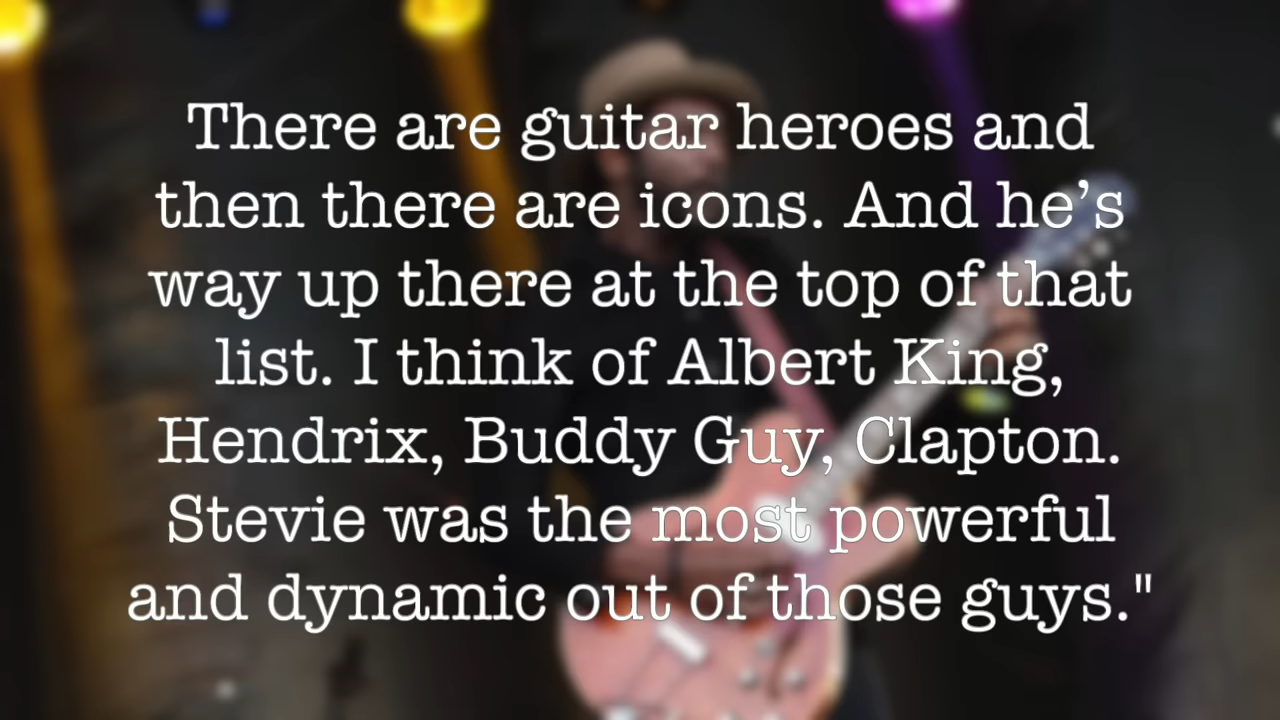 There are guitar heroes and
then there are icons. And he’s
way up there at the top of that
list. I think of Albert King,
Hendrix, Buddy Guy, Clapton.
Stevie was the most powerful
and dynamic out of those guys."